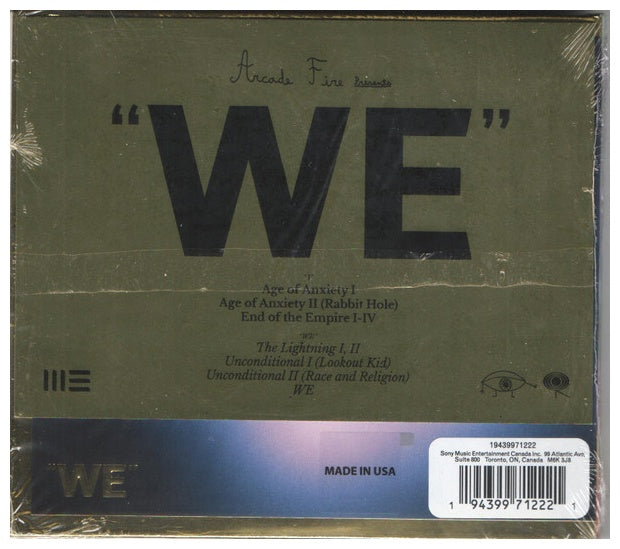 Arcade Fire Presents
“WE”
"I"
Age of Anxiety I
Age of Anxiety II (Rabbit Hole)
End of the Empire I-IV
"WE"
The Lightning I, II
Unconditional I (Lookout Kid)
Unconditional II (Race and Religion)
WE
"WE"
MADE IN USA
19439971222
Sony Music Entertainment Canada Inc. 99 Atlantic Ave,
Suite 800 Toronto, ON, Canada M6K 3J8
1 94399 71222 1